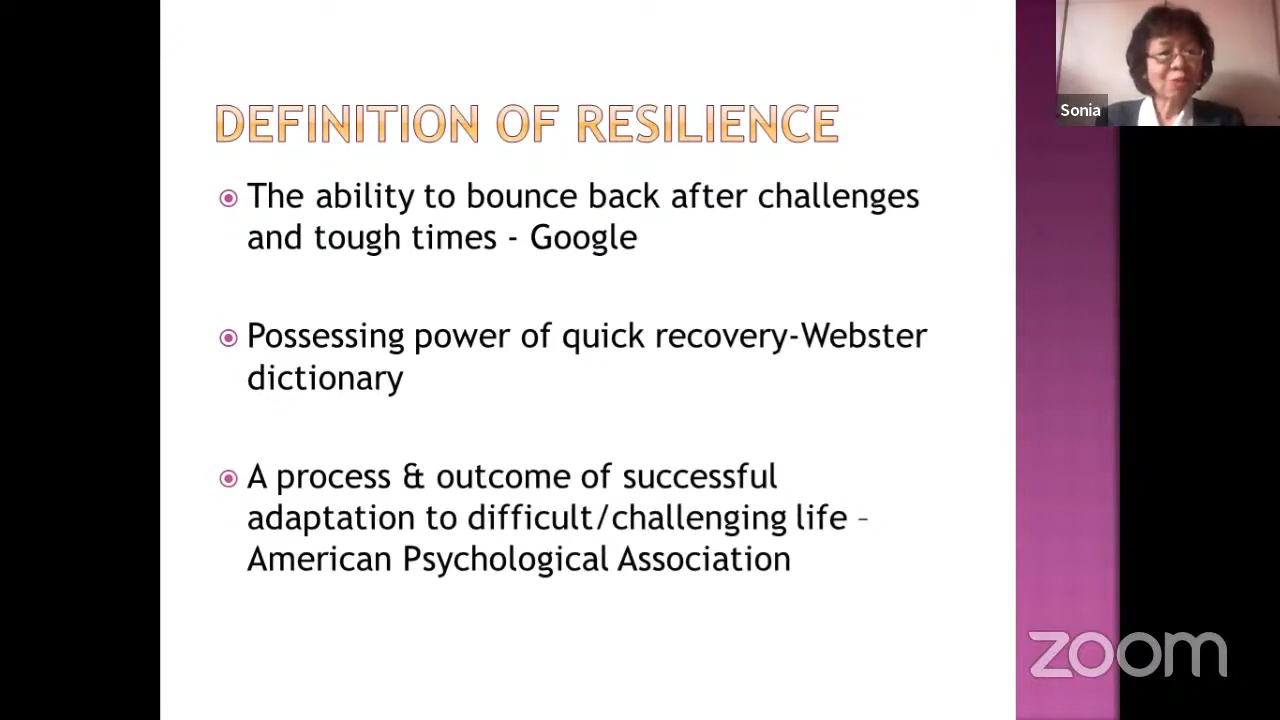 Sonia
DEFINITION OF RESILIENCE
The ability to bounce back after challenges
and tough times - Google
Possessing power of quick recovery-Webster
dictionary
A process & outcome of successful
adaptation to difficult/challenging life –
American Psychological Association
zoom